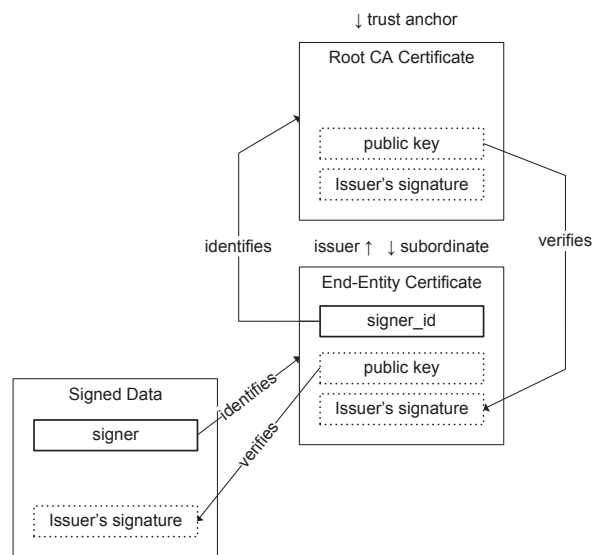 ↓ trust anchor
Root CA Certificate
public key
Issuer's signature
identifies
issuer ↑ ↓ subordinate
verifies
End-Entity Certificate
signer_id
public key
Issuer's signature
identifies
verifies
Signed Data
signer
Issuer's signature